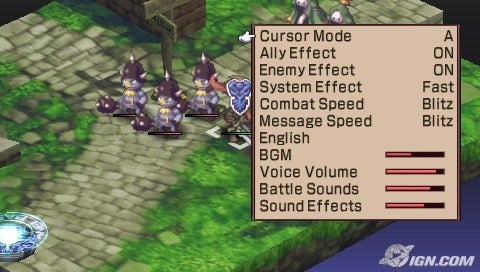 Cursor Mode A
Ally Effect ON
Enemy Effect ON
System Effect Fast
Combat Speed Blitz
Message Speed Blitz
English
BGM
Voice Volume
Battle Sounds
Sound Effects
IGN.COM